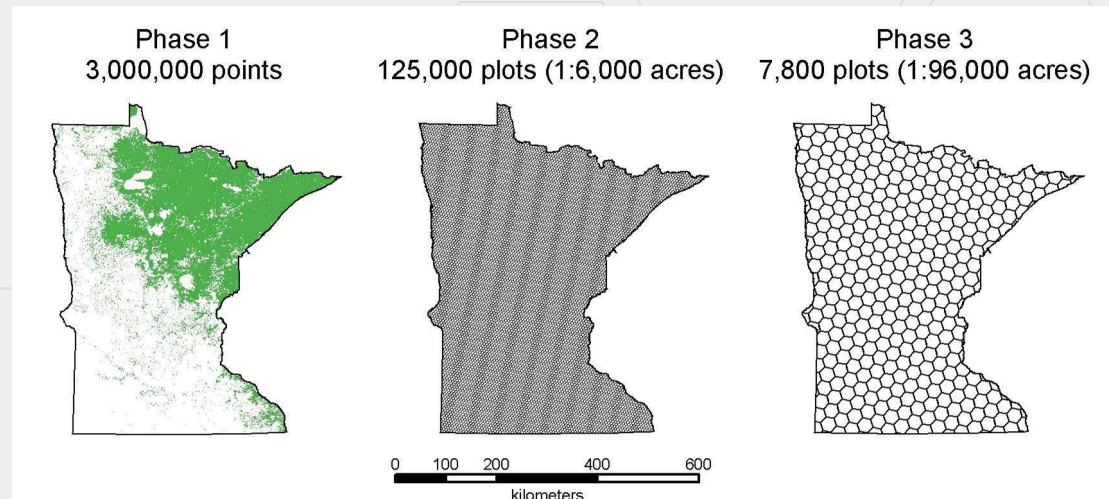 Phase 1
3,000,000 points
Phase 2
125,000 plots (1:6,000 acres)
Phase 3
7,800 plots (1:96,000 acres)
0 100 200 400 600
kilometers